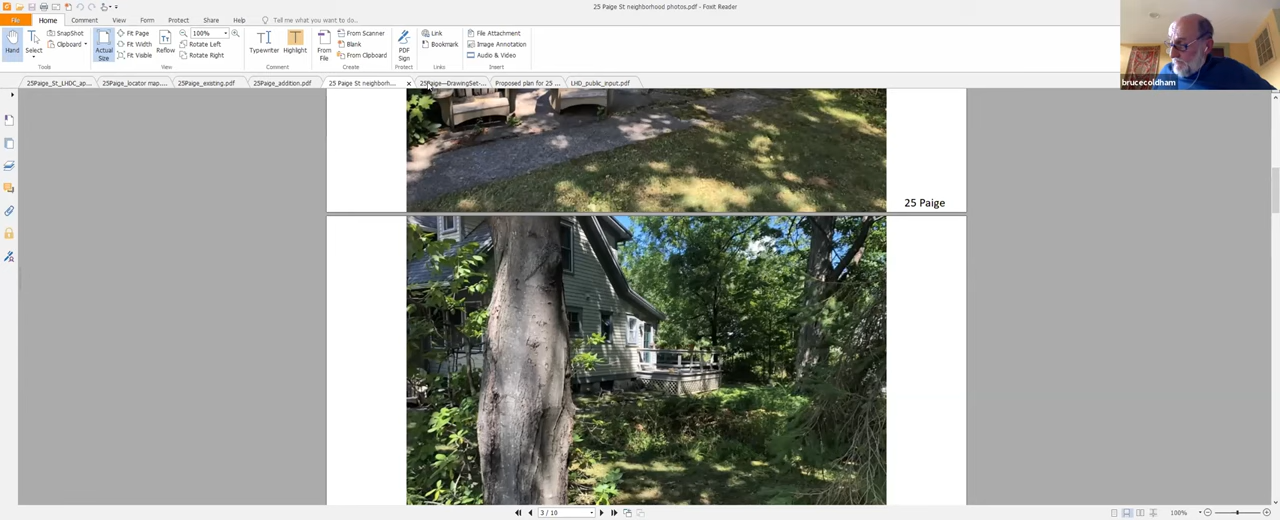 25 Paige St neighborhood photos.pdf - Foxit Reader
File Home Comment View Form Protect Share Help Tell me what you want to do...
Hand
Select
SnapShot
Clipboard
Tools
Actual Size
Fit Page
Fit Width
Fit Visible
Reflow
100%
Rotate Left
Rotate Right
View
Typewriter
Highlight
Comment
From File
From Scanner
Blank
From Clipboard
Create
PDF Sign
Protect
Link
Bookmark
Links
File Attachment
Image Annotation
Audio & Video
Insert
brucecoldham
25Paige_St_LHDC_ap... 25Paige_locator map.... 25Paige_existing.pdf 25Paige_addition.pdf 25 Paige St neighborh... 25Paige—DrawingSet-... Proposed plan for 25 ... LHD_public_input.pdf
25 Paige
3 / 10
100%